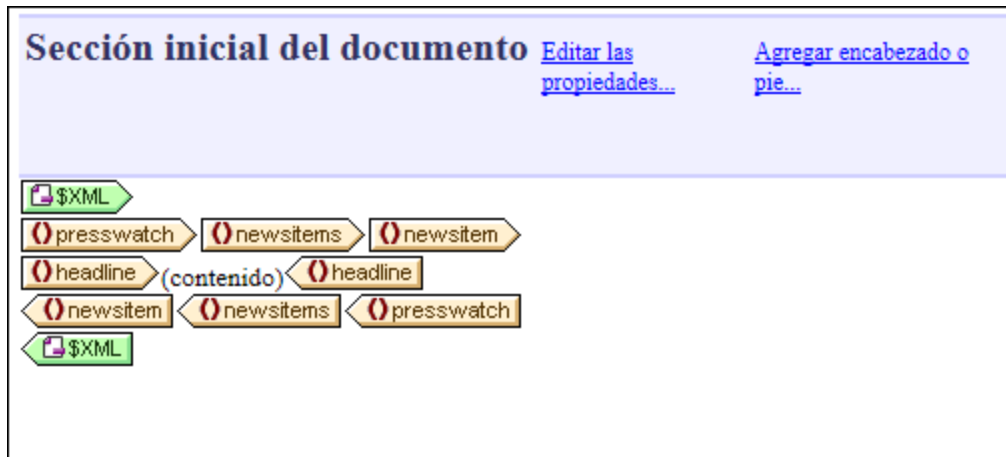 Sección inicial del documento Editar las propiedades... Agregar encabezado o pie...
$XML
()presswatch ()newsitems ()newsitem
()headline (contenido) ()headline
()newsitem ()newsitems ()presswatch
$XML